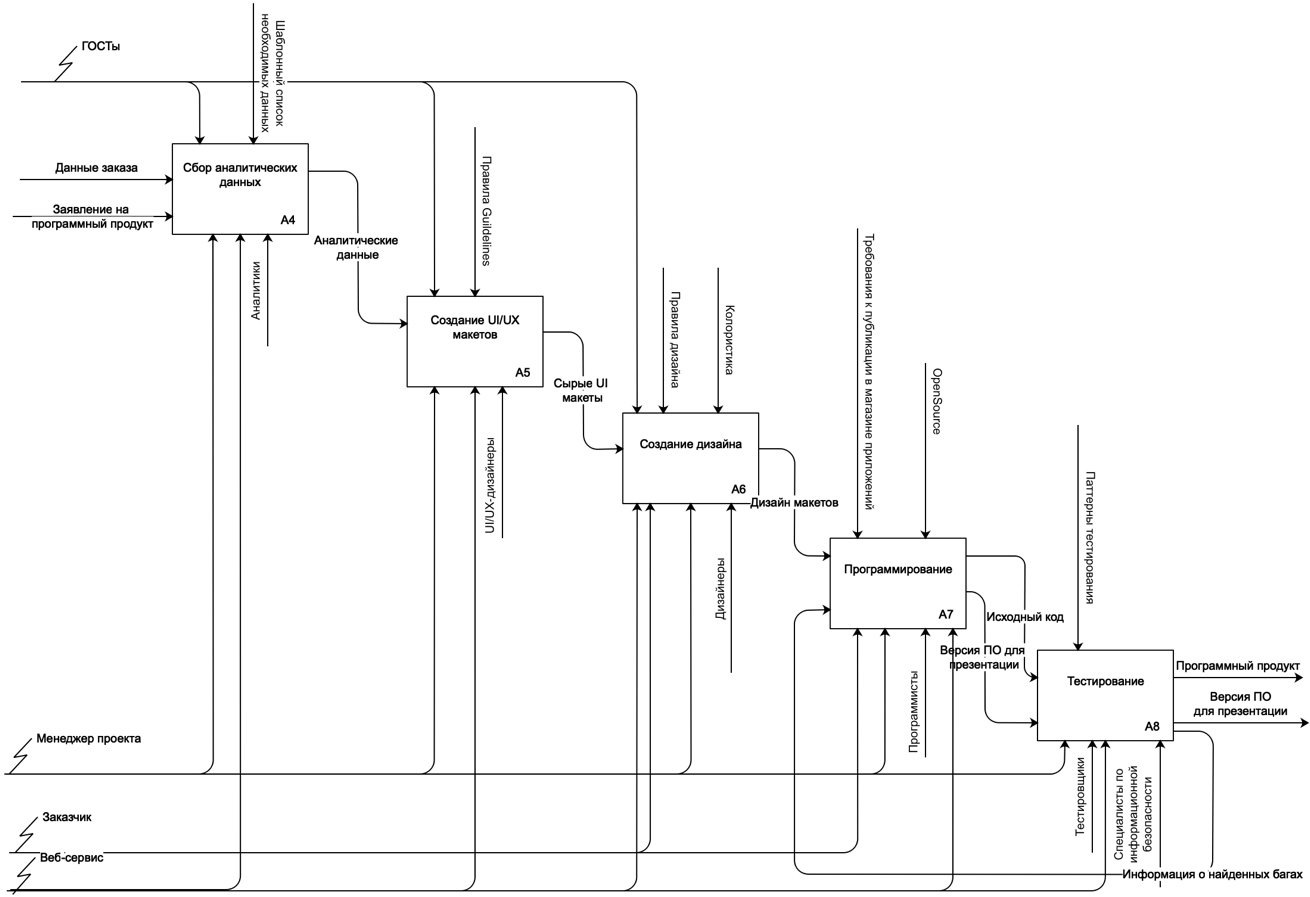 ГОСТы
Шаблонный список
необходимых данных
Данные заказа
Заявление на
программный продукт
Сбор аналитических
данных
A4
Аналитики
Аналитические
данные
Правила Guildelines
Создание UI/UX
макетов
A5
UI/UX-дизайнеры
Сырые UI
макеты
Правила дизайна
Колористика
Создание дизайна
A6
Дизайнеры
Дизайн макетов
Требования к публикации в магазине приложений
OpenSource
Программирование
A7
Программисты
Исходный код
Версия ПО для
презентации
Паттерны тестирования
Тестирование
A8
Программный продукт
Версия ПО
для презентации
Тестировщики
Специалисты по
информационной
безопасности
Информация о найденных багах
Менеджер проекта
Заказчик
Веб-сервис